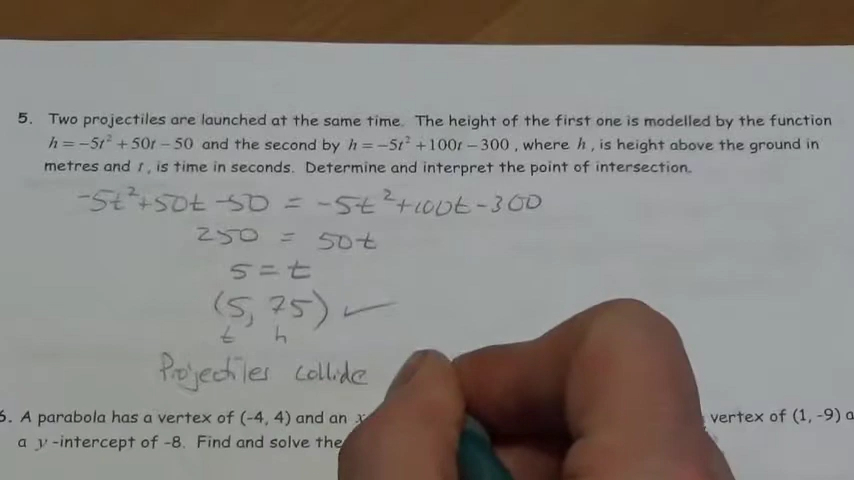 5. Two projectiles are launched at the same time. The height of the first one is modelled by the function
h = -5t² + 50t - 50 and the second by h = -5t² + 100t - 300, where h, is height above the ground in
metres and t, is time in seconds. Determine and interpret the point of intersection.
-5t² + 50t - 50 = -5t² + 100t - 300
250 = 50t
5 = t
(5, 75) ✓
t h
Projectiles collide
6. A parabola has a vertex of (-4, 4) and an x vertex of (1, -9) a
a y-intercept of -8. Find and solve the